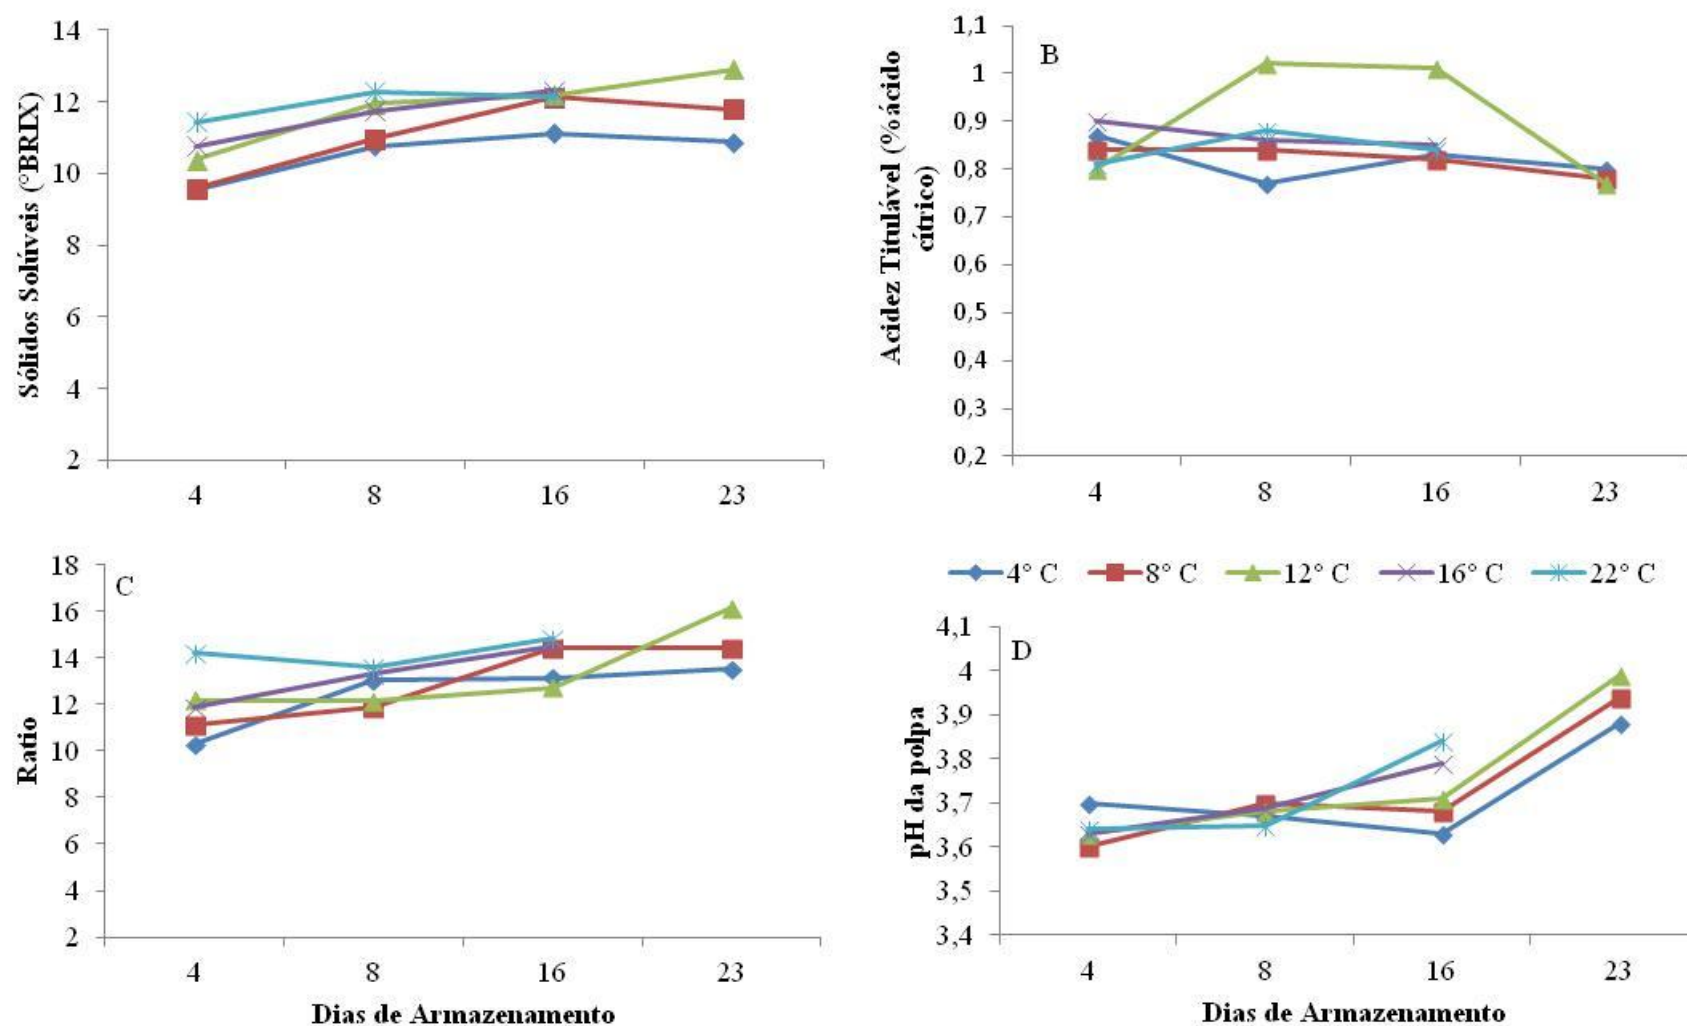 Sólidos Solúveis (°BRIX)
14
12
10
8
6
4
2
4 8 16 23
B
Acidez Titulável (%ácido
cítrico)
1,1
1
0,9
0,8
0,7
0,6
0,5
0,4
0,3
0,2
4 8 16 23
C
Ratio
18
16
14
12
10
8
6
4
2
4 8 16 23
Dias de Armazenamento
4° C 8° C 12° C 16° C 22° C
D
pH da polpa
4,1
4
3,9
3,8
3,7
3,6
3,5
3,4
4 8 16 23
Dias de Armazenamento